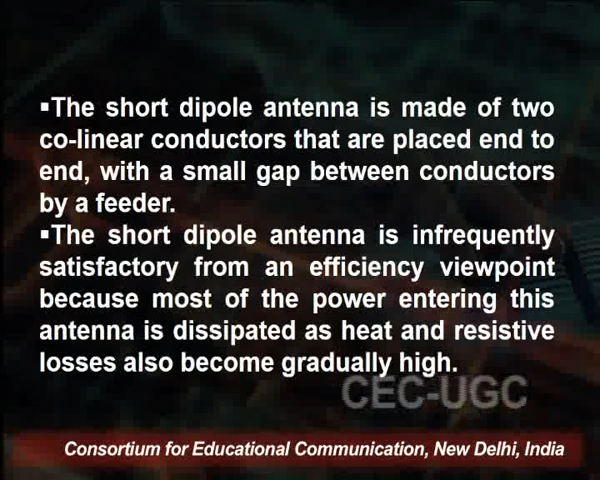 ▪The short dipole antenna is made of two
co-linear conductors that are placed end to
end, with a small gap between conductors
by a feeder.
▪The short dipole antenna is infrequently
satisfactory from an efficiency viewpoint
because most of the power entering this
antenna is dissipated as heat and resistive
losses also become gradually high.
CEC-UGC
Consortium for Educational Communication, New Delhi, India